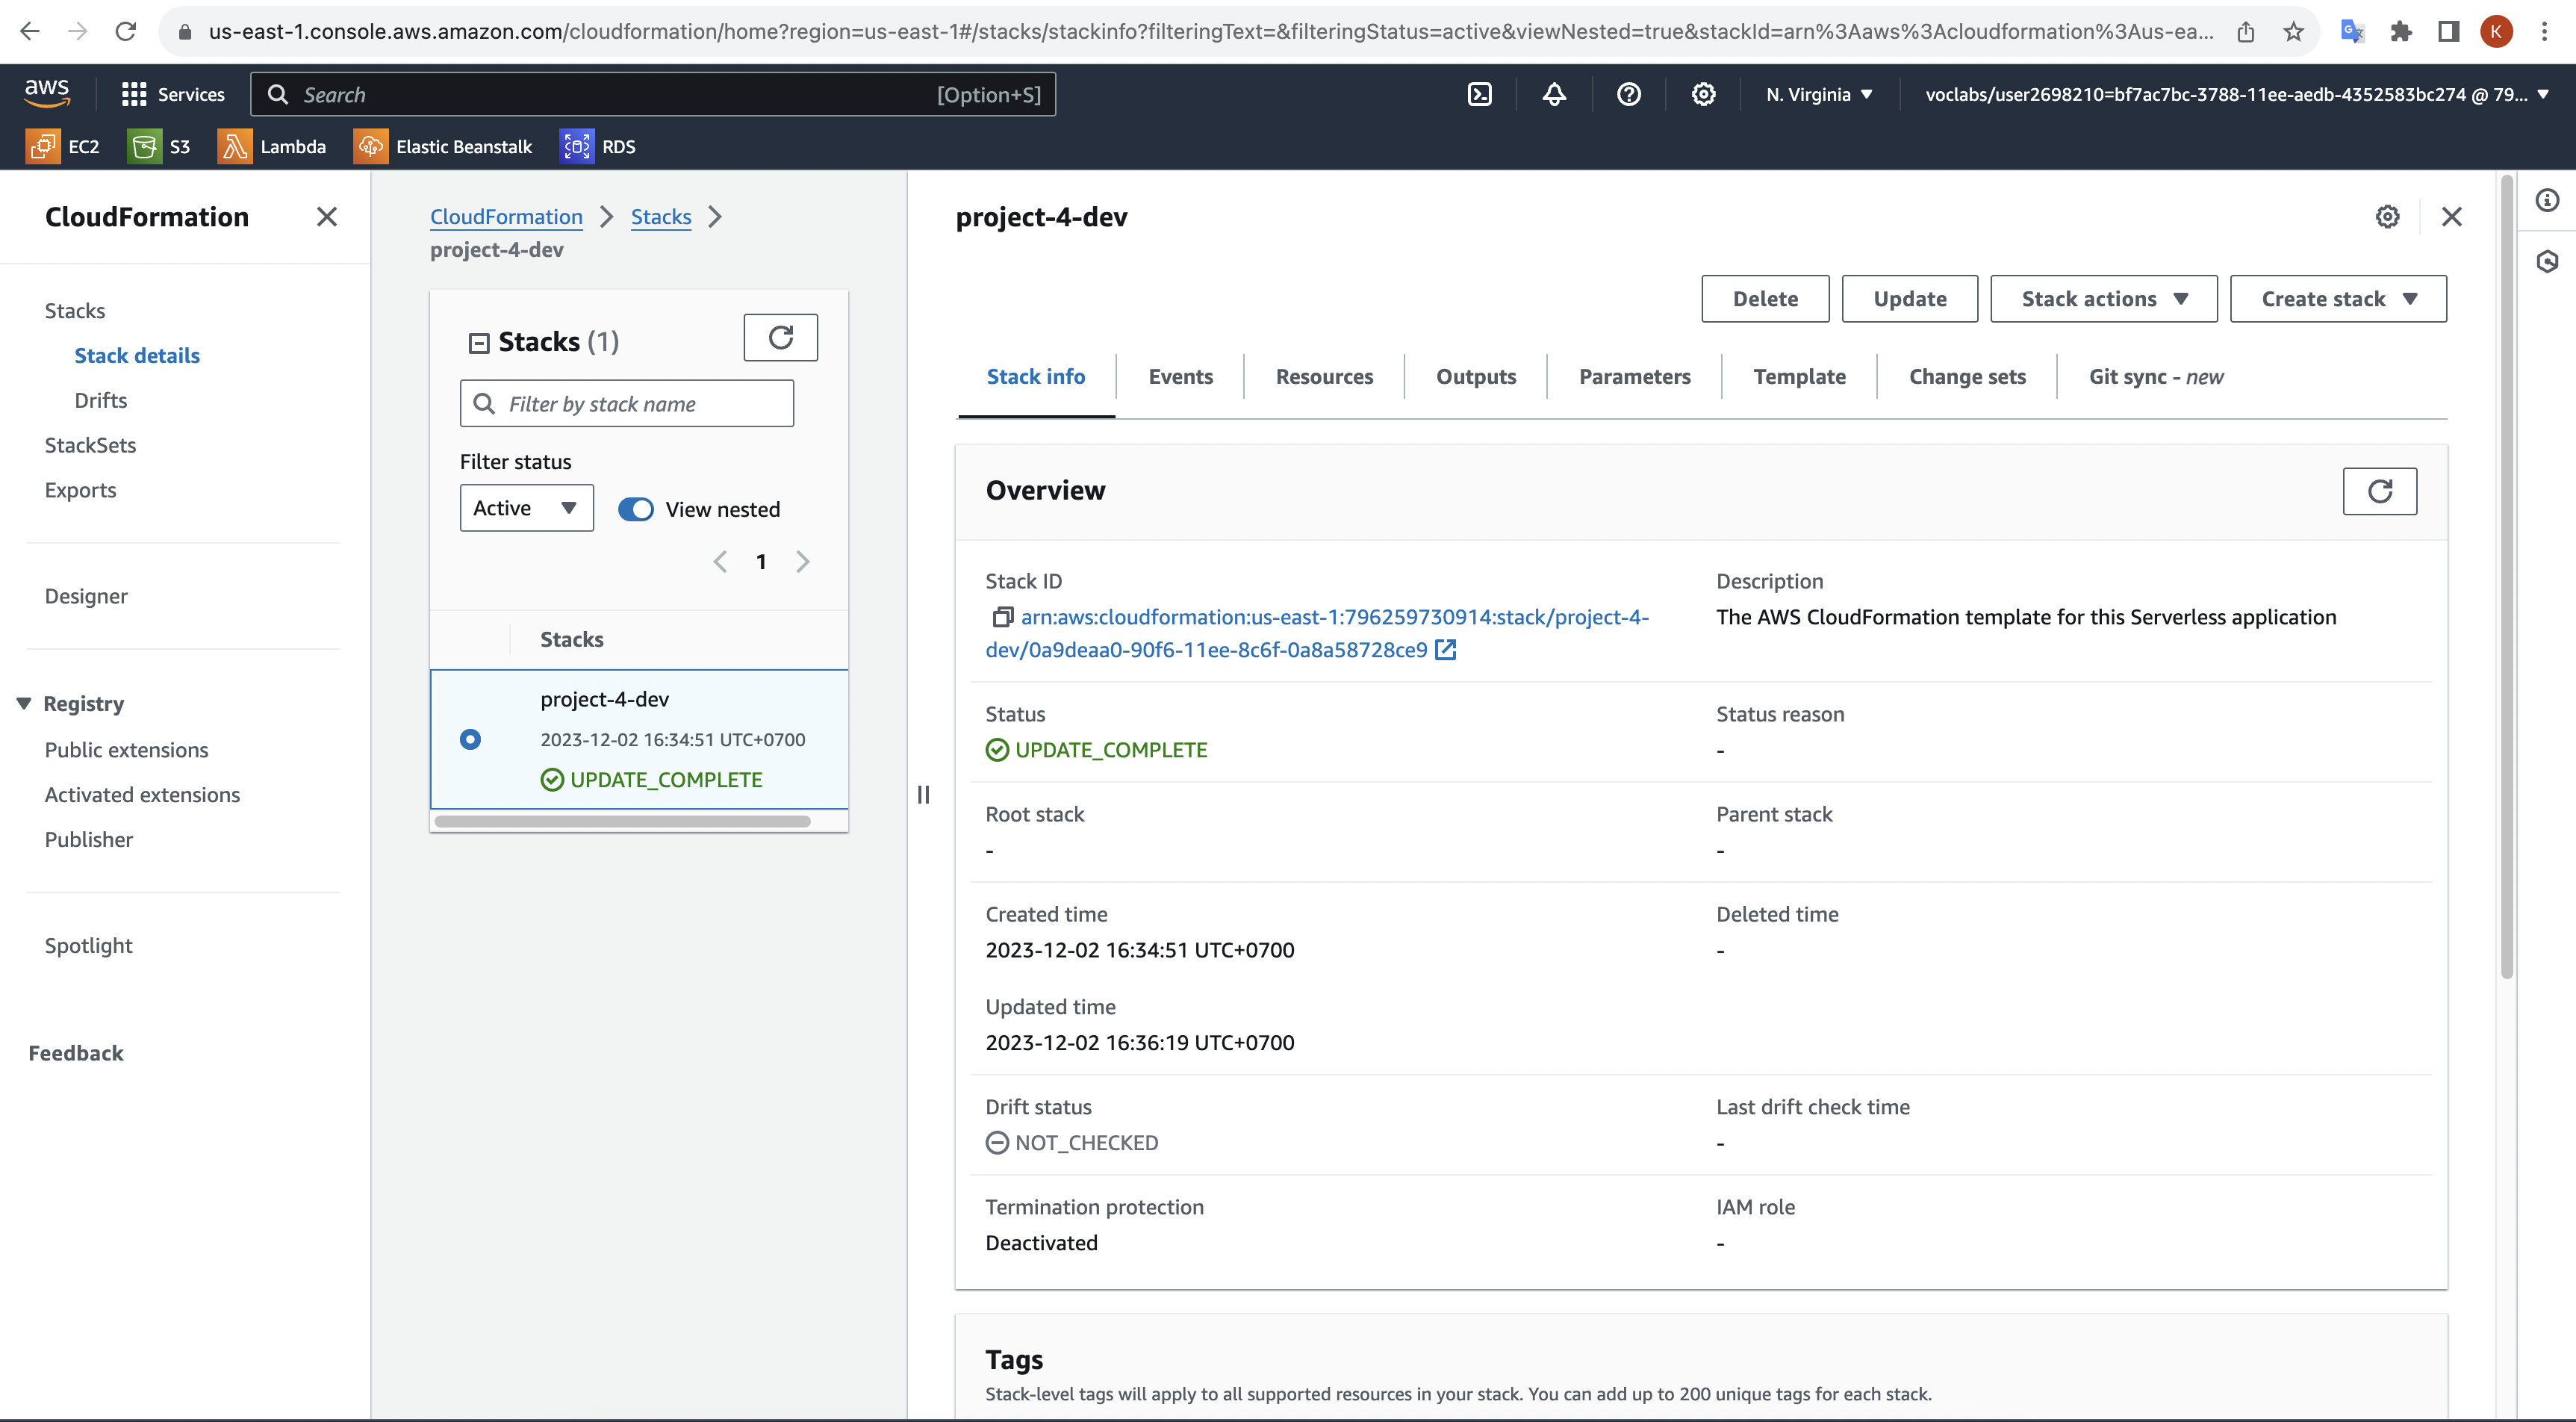 us-east-1.console.aws.amazon.com/cloudformation/home?region=us-east-1#/stacks/stackinfo?filteringText=&filteringStatus=active&viewNested=true&stackId=arn%3Aaws%3Acloudformation%3Aus-ea...
K
aws
Services
Search
[Option+S]
N. Virginia
voclabs/user2698210=bf7ac7bc-3788-11ee-aedb-4352583bc274 @ 79...
EC2
S3
Lambda
Elastic Beanstalk
RDS
CloudFormation
Stacks
Stack details
Drifts
StackSets
Exports
Designer
Registry
Public extensions
Activated extensions
Publisher
Spotlight
Feedback
CloudFormation
Stacks
project-4-dev
Stacks (1)
Filter by stack name
Filter status
Active
View nested
1
Stacks
project-4-dev
2023-12-02 16:34:51 UTC+0700
UPDATE_COMPLETE
project-4-dev
Delete
Update
Stack actions
Create stack
Stack info
Events
Resources
Outputs
Parameters
Template
Change sets
Git sync - new
Overview
Stack ID
arn:aws:cloudformation:us-east-1:796259730914:stack/project-4-
dev/0a9deaa0-90f6-11ee-8c6f-0a8a58728ce9
Description
The AWS CloudFormation template for this Serverless application
Status
UPDATE_COMPLETE
Status reason
-
Root stack
-
Parent stack
-
Created time
2023-12-02 16:34:51 UTC+0700
Deleted time
-
Updated time
2023-12-02 16:36:19 UTC+0700
Drift status
NOT_CHECKED
Last drift check time
-
Termination protection
Deactivated
IAM role
-
Tags
Stack-level tags will apply to all supported resources in your stack. You can add up to 200 unique tags for each stack.